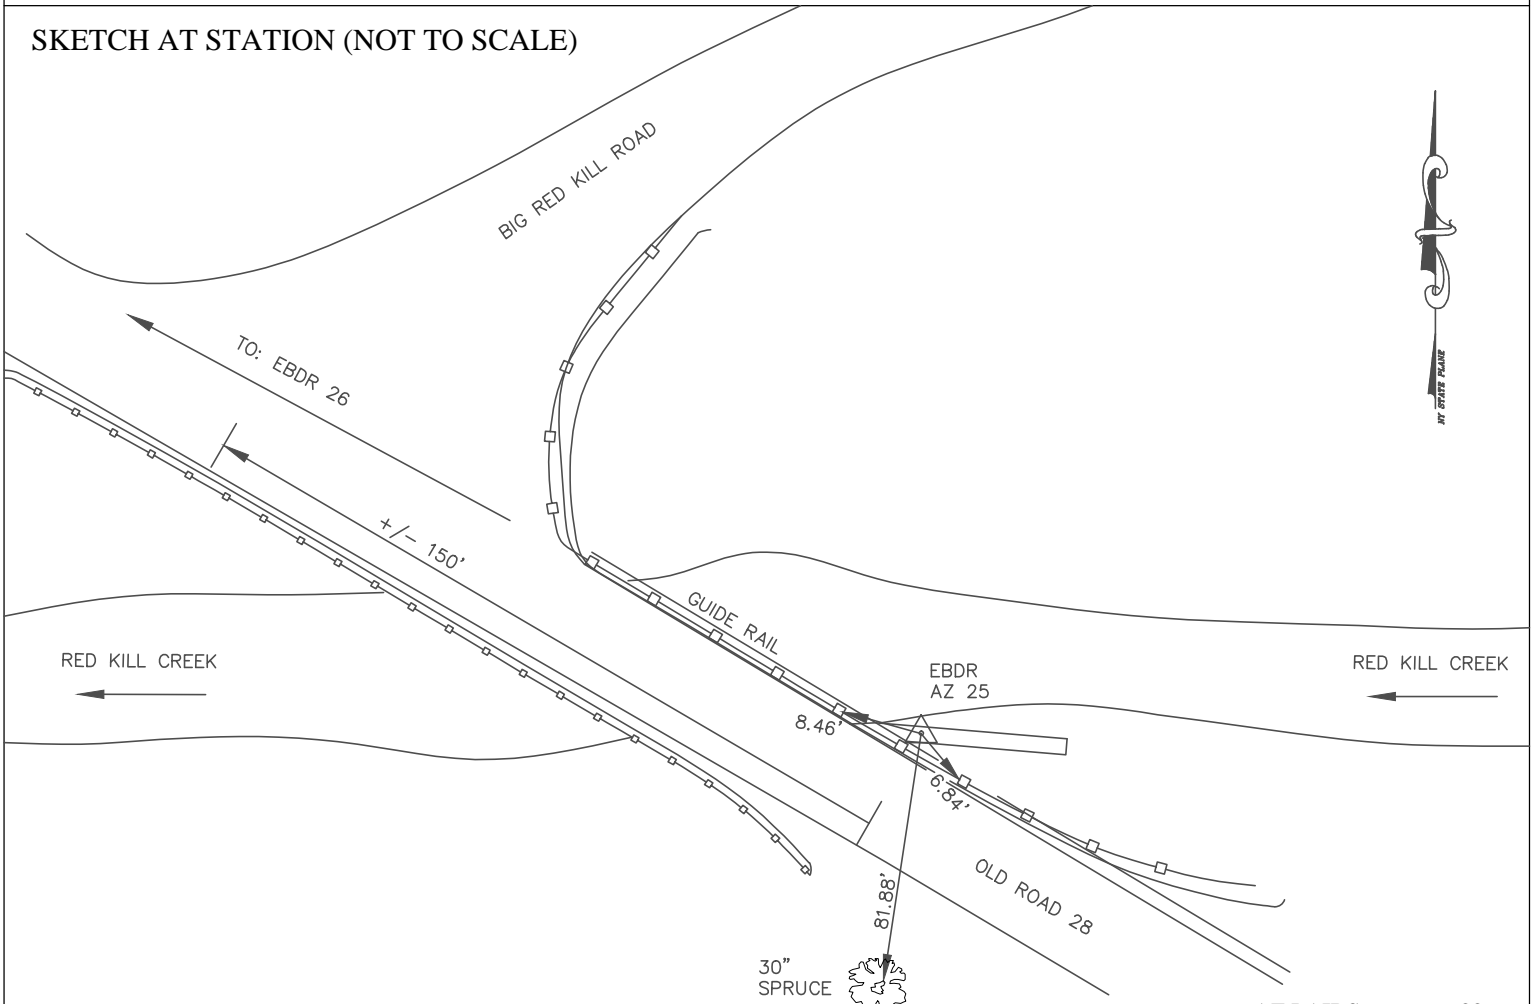 SKETCH AT STATION (NOT TO SCALE)
BIG RED KILL ROAD
TO: EBDR 26
NY STATE PLANE
+/- 150'
GUIDE RAIL
RED KILL CREEK
EBDR
AZ 25
RED KILL CREEK
8.46'
6.84'
81.88'
OLD ROAD 28
30"
SPRUCE